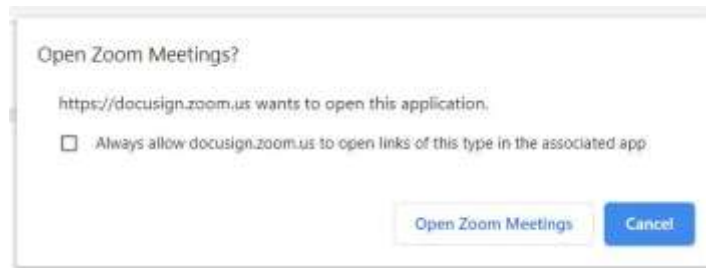 Open Zoom Meetings?
https://docusign.zoom.us wants to open this application.
Always allow docusign.zoom.us to open links of this type in the associated app
Open Zoom Meetings Cancel